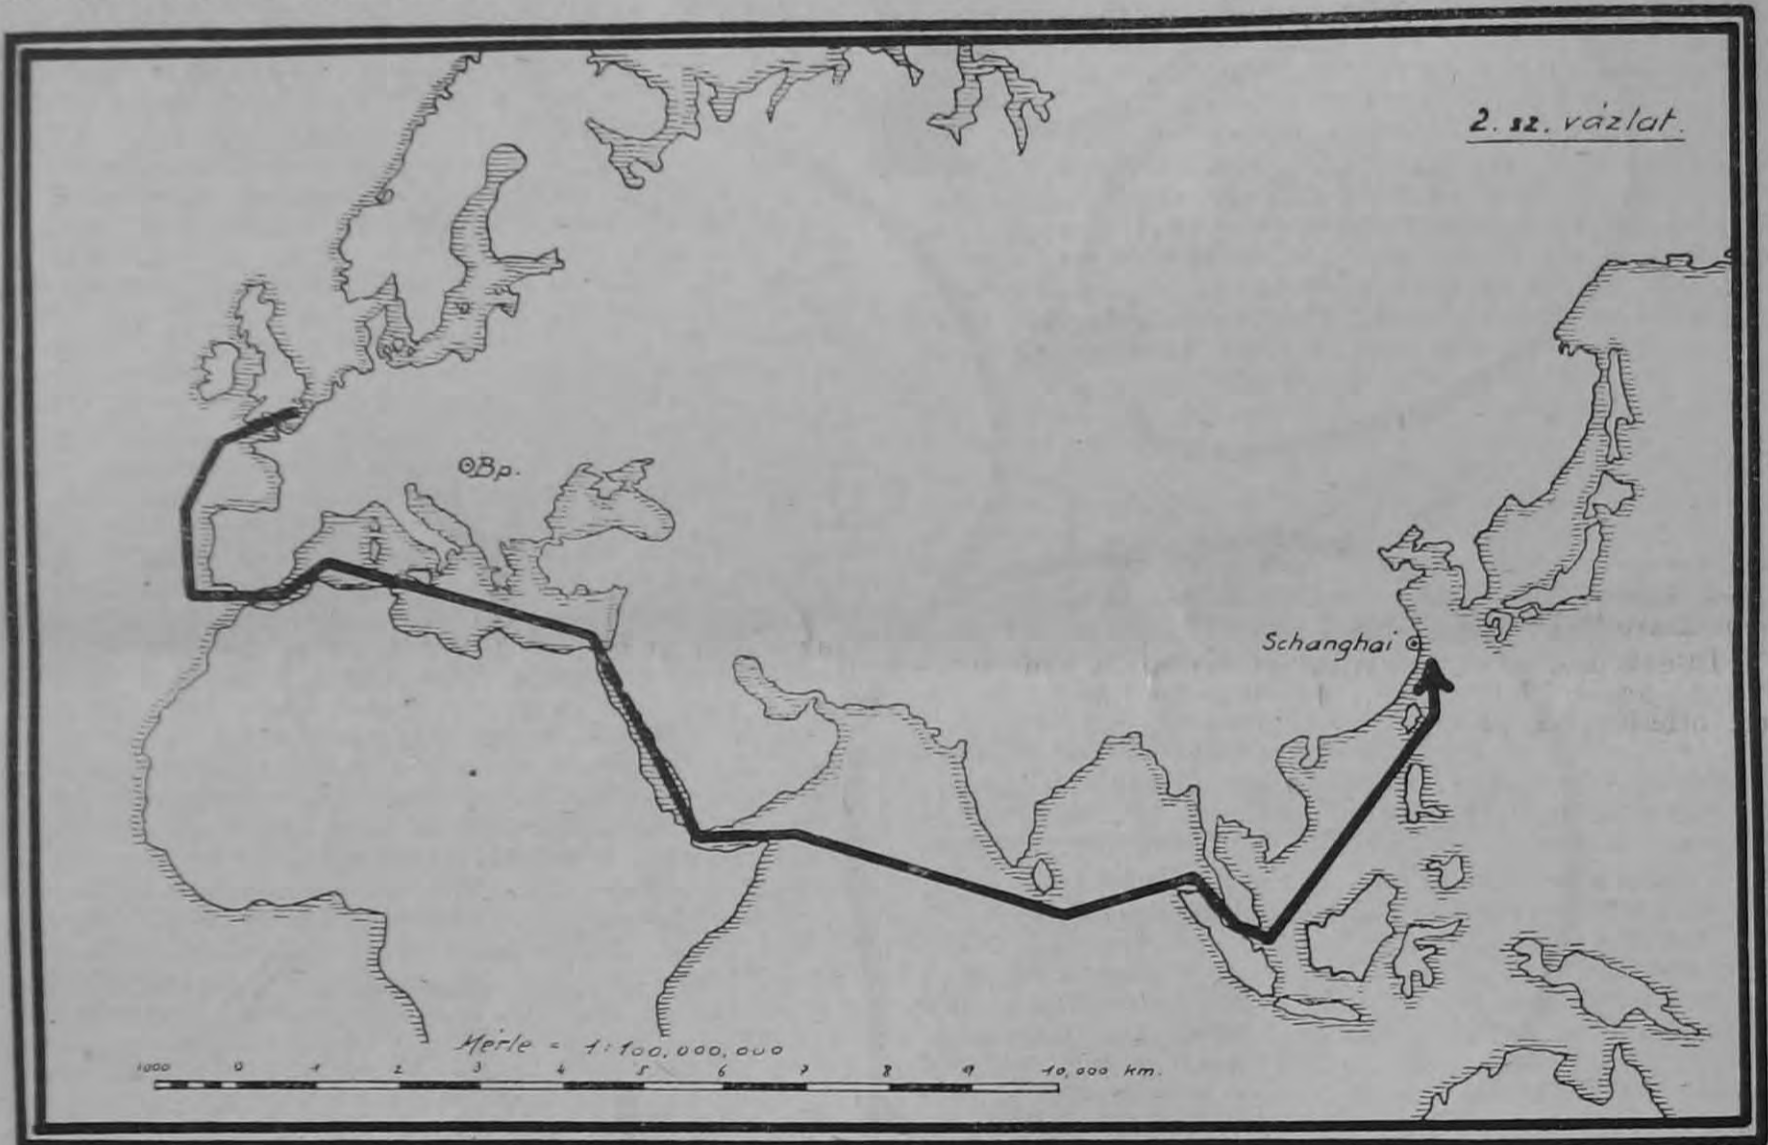 2. sz. vázlat.
Bp.
Schanghai
Mérle = 1:100,000,000
1000 0 1 2 3 4 5 6 7 8 9 10,000 km.